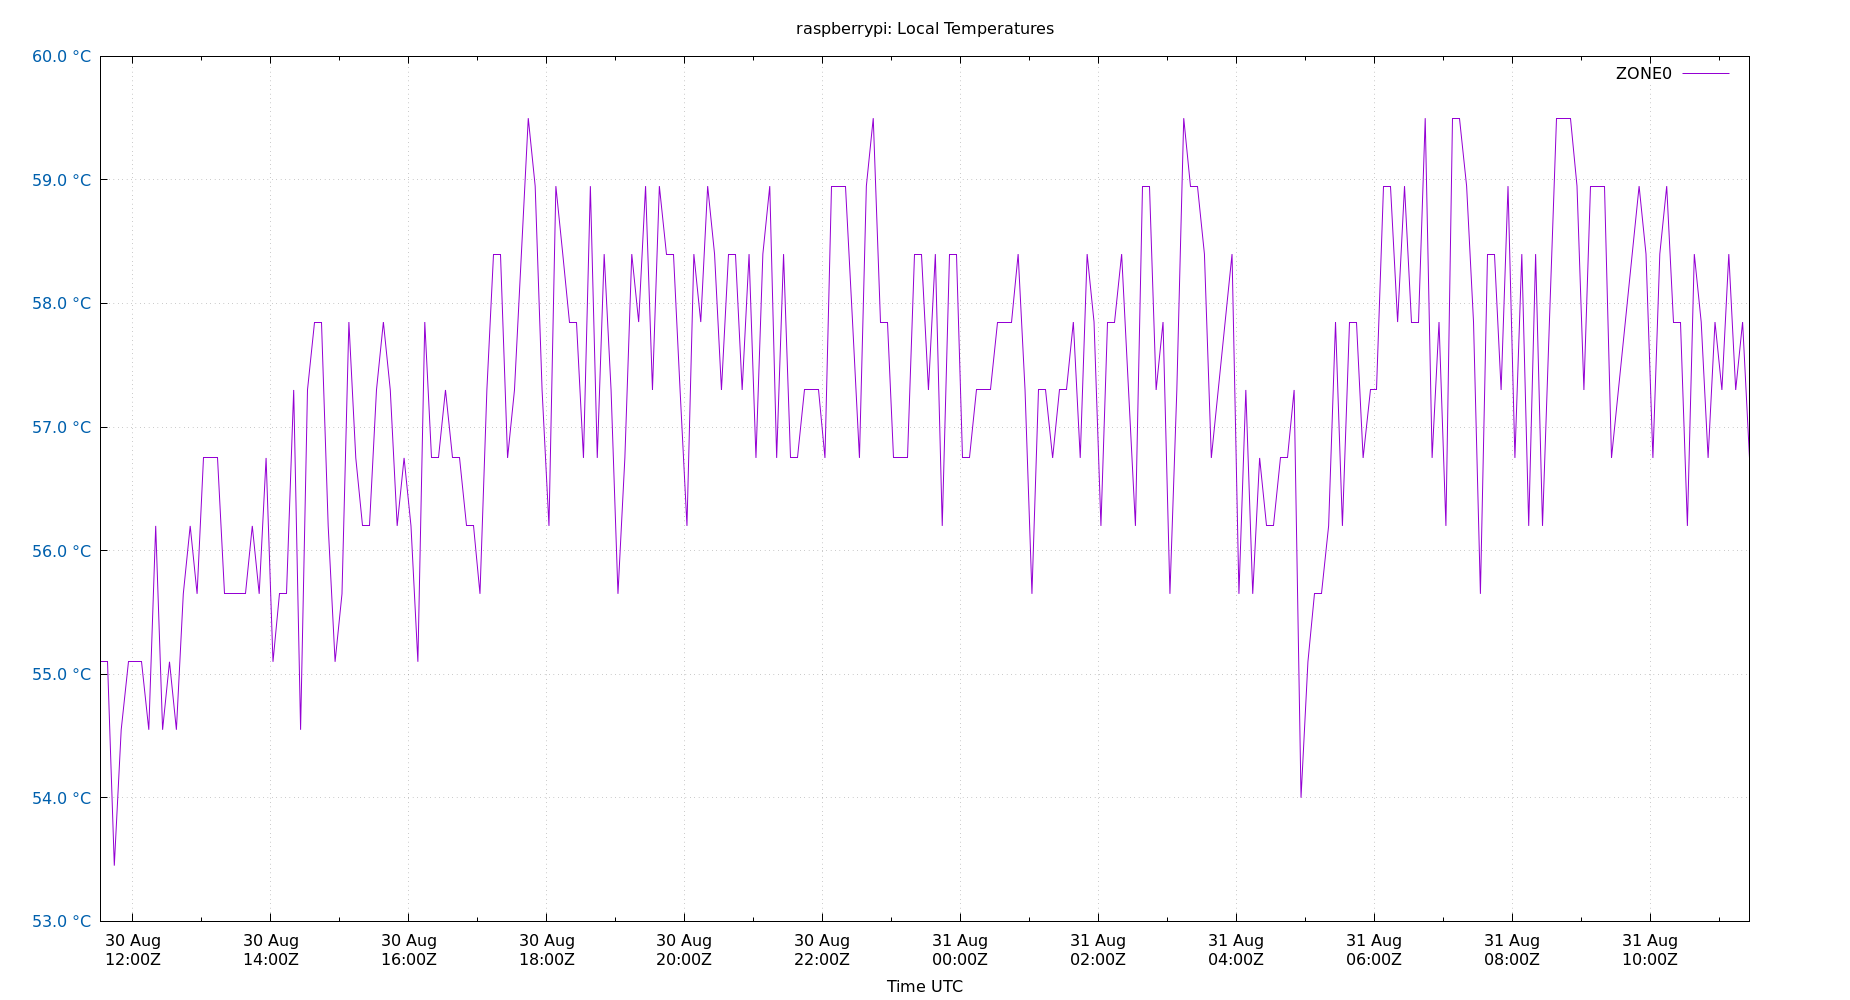 raspberrypi: Local Temperatures
60.0 °C
ZONE0
59.0 °C
58.0 °C
57.0 °C
56.0 °C
55.0 °C
54.0 °C
53.0 °C
30 Aug 30 Aug 30 Aug 30 Aug 30 Aug 30 Aug 31 Aug 31 Aug 31 Aug 31 Aug 31 Aug 31 Aug
12:00Z 14:00Z 16:00Z 18:00Z 20:00Z 22:00Z 00:00Z 02:00Z 04:00Z 06:00Z 08:00Z 10:00Z
Time UTC